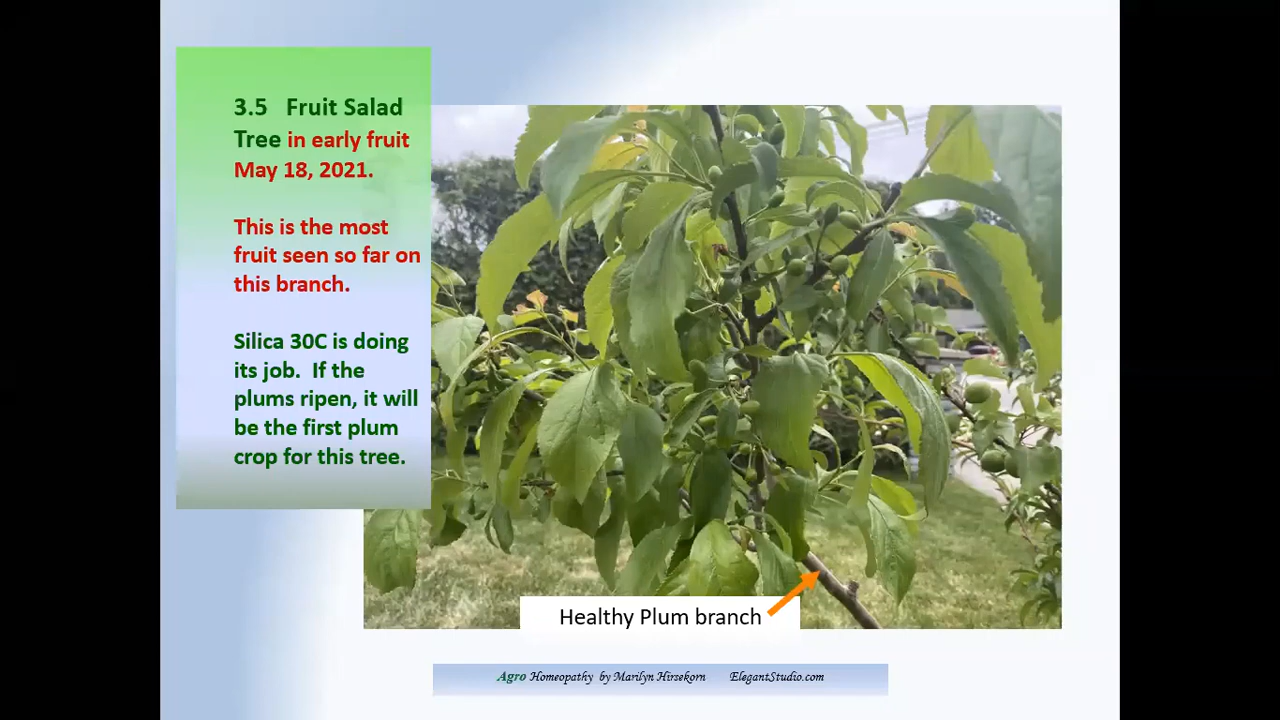 3.5 Fruit Salad
Tree in early fruit
May 18, 2021.
This is the most
fruit seen so far on
this branch.
Silica 30C is doing
its job. If the
plums ripen, it will
be the first plum
crop for this tree.
Healthy Plum branch
Agro Homeopathy by Marilyn Hirsekorn ElegantStudio.com